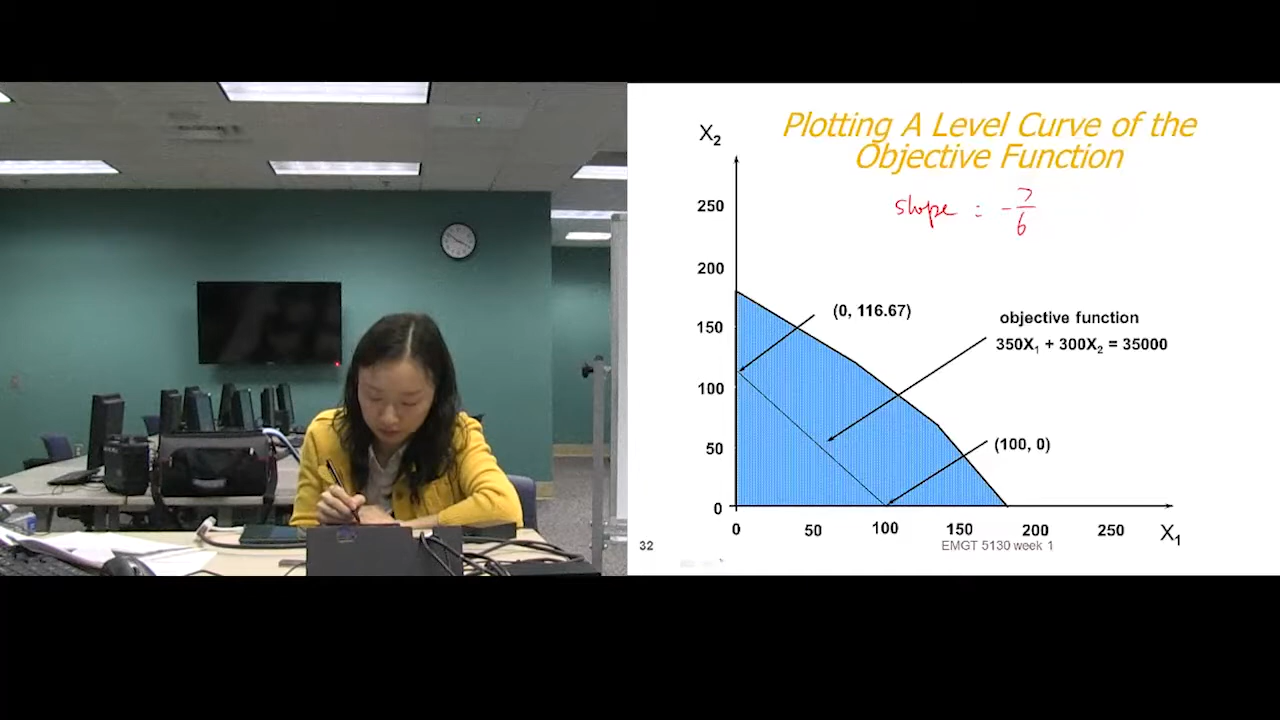 Plotting A Level Curve of the
Objective Function
slope : -7/6
X2
250
200
150
100
50
0
(0, 116.67)
objective function
350X1 + 300X2 = 35000
(100, 0)
0 50 100 150 200 250
X1
32
EMGT 5130 week 1